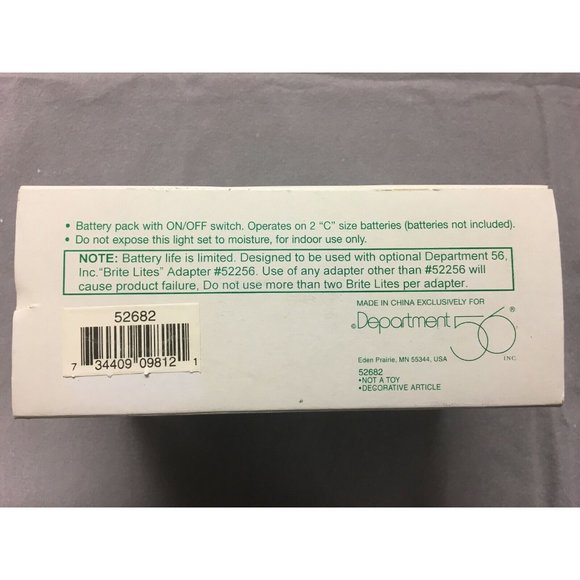 • Battery pack with ON/OFF switch. Operates on 2 "C" size batteries (batteries not included).
• Do not expose this light set to moisture, for indoor use only.
NOTE: Battery life is limited. Designed to be used with optional Department 56,
Inc. "Brite Lites" Adapter #52256. Use of any adapter other than #52256 will
cause product failure, Do not use more than two Brite Lites per adapter.
52682
7 34409 09812 1
MADE IN CHINA EXCLUSIVELY FOR
©Department 56®
INC.
Eden Prairie, MN 55344, USA
52682
•NOT A TOY
•DECORATIVE ARTICLE